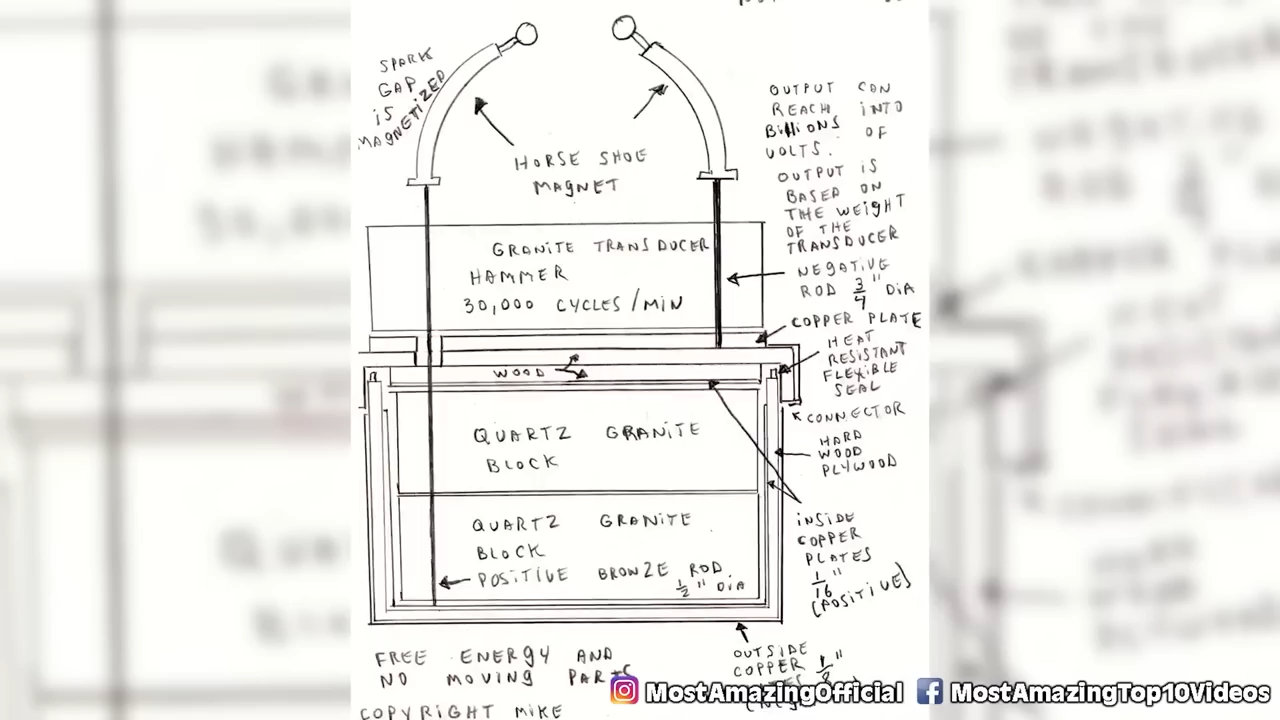 SPARK
GAP
iS
MAGNETiZED
HORSE SHOE
MAGNET
OUTPUT CAN
REACH INTO
BilliONS OF
VOLTS.
OUTPUT iS
BASED ON
THE WEigHT
OF THE
TRANSDUCER
GRANiTE TRANSDUCER
HAMMER
30,000 CYCLES/MiN
NEGATiVE
ROD 3/4" DiA
COPPER PLATE
HEAT
RESiSTANT
FLEXiBLE
SEAL
WOOD
CONNECTOR
HARD
WOOD
PLYWOOD
QUARTZ GRANiTE
BLOCK
QUARTZ GRANiTE
BLOCK
POSiTiVE BRONZE ROD
1/2" DiA
iNSiDE
COPPER
PLATES
1/16"
(POSiTiVE)
OUTSiDE
COPPER 1/8"
FREE ENERGY AND
NO MOViNG PARTS
COPYRiGHT MiKE
MostAmazingOfficial
MostAmazingTop10Videos